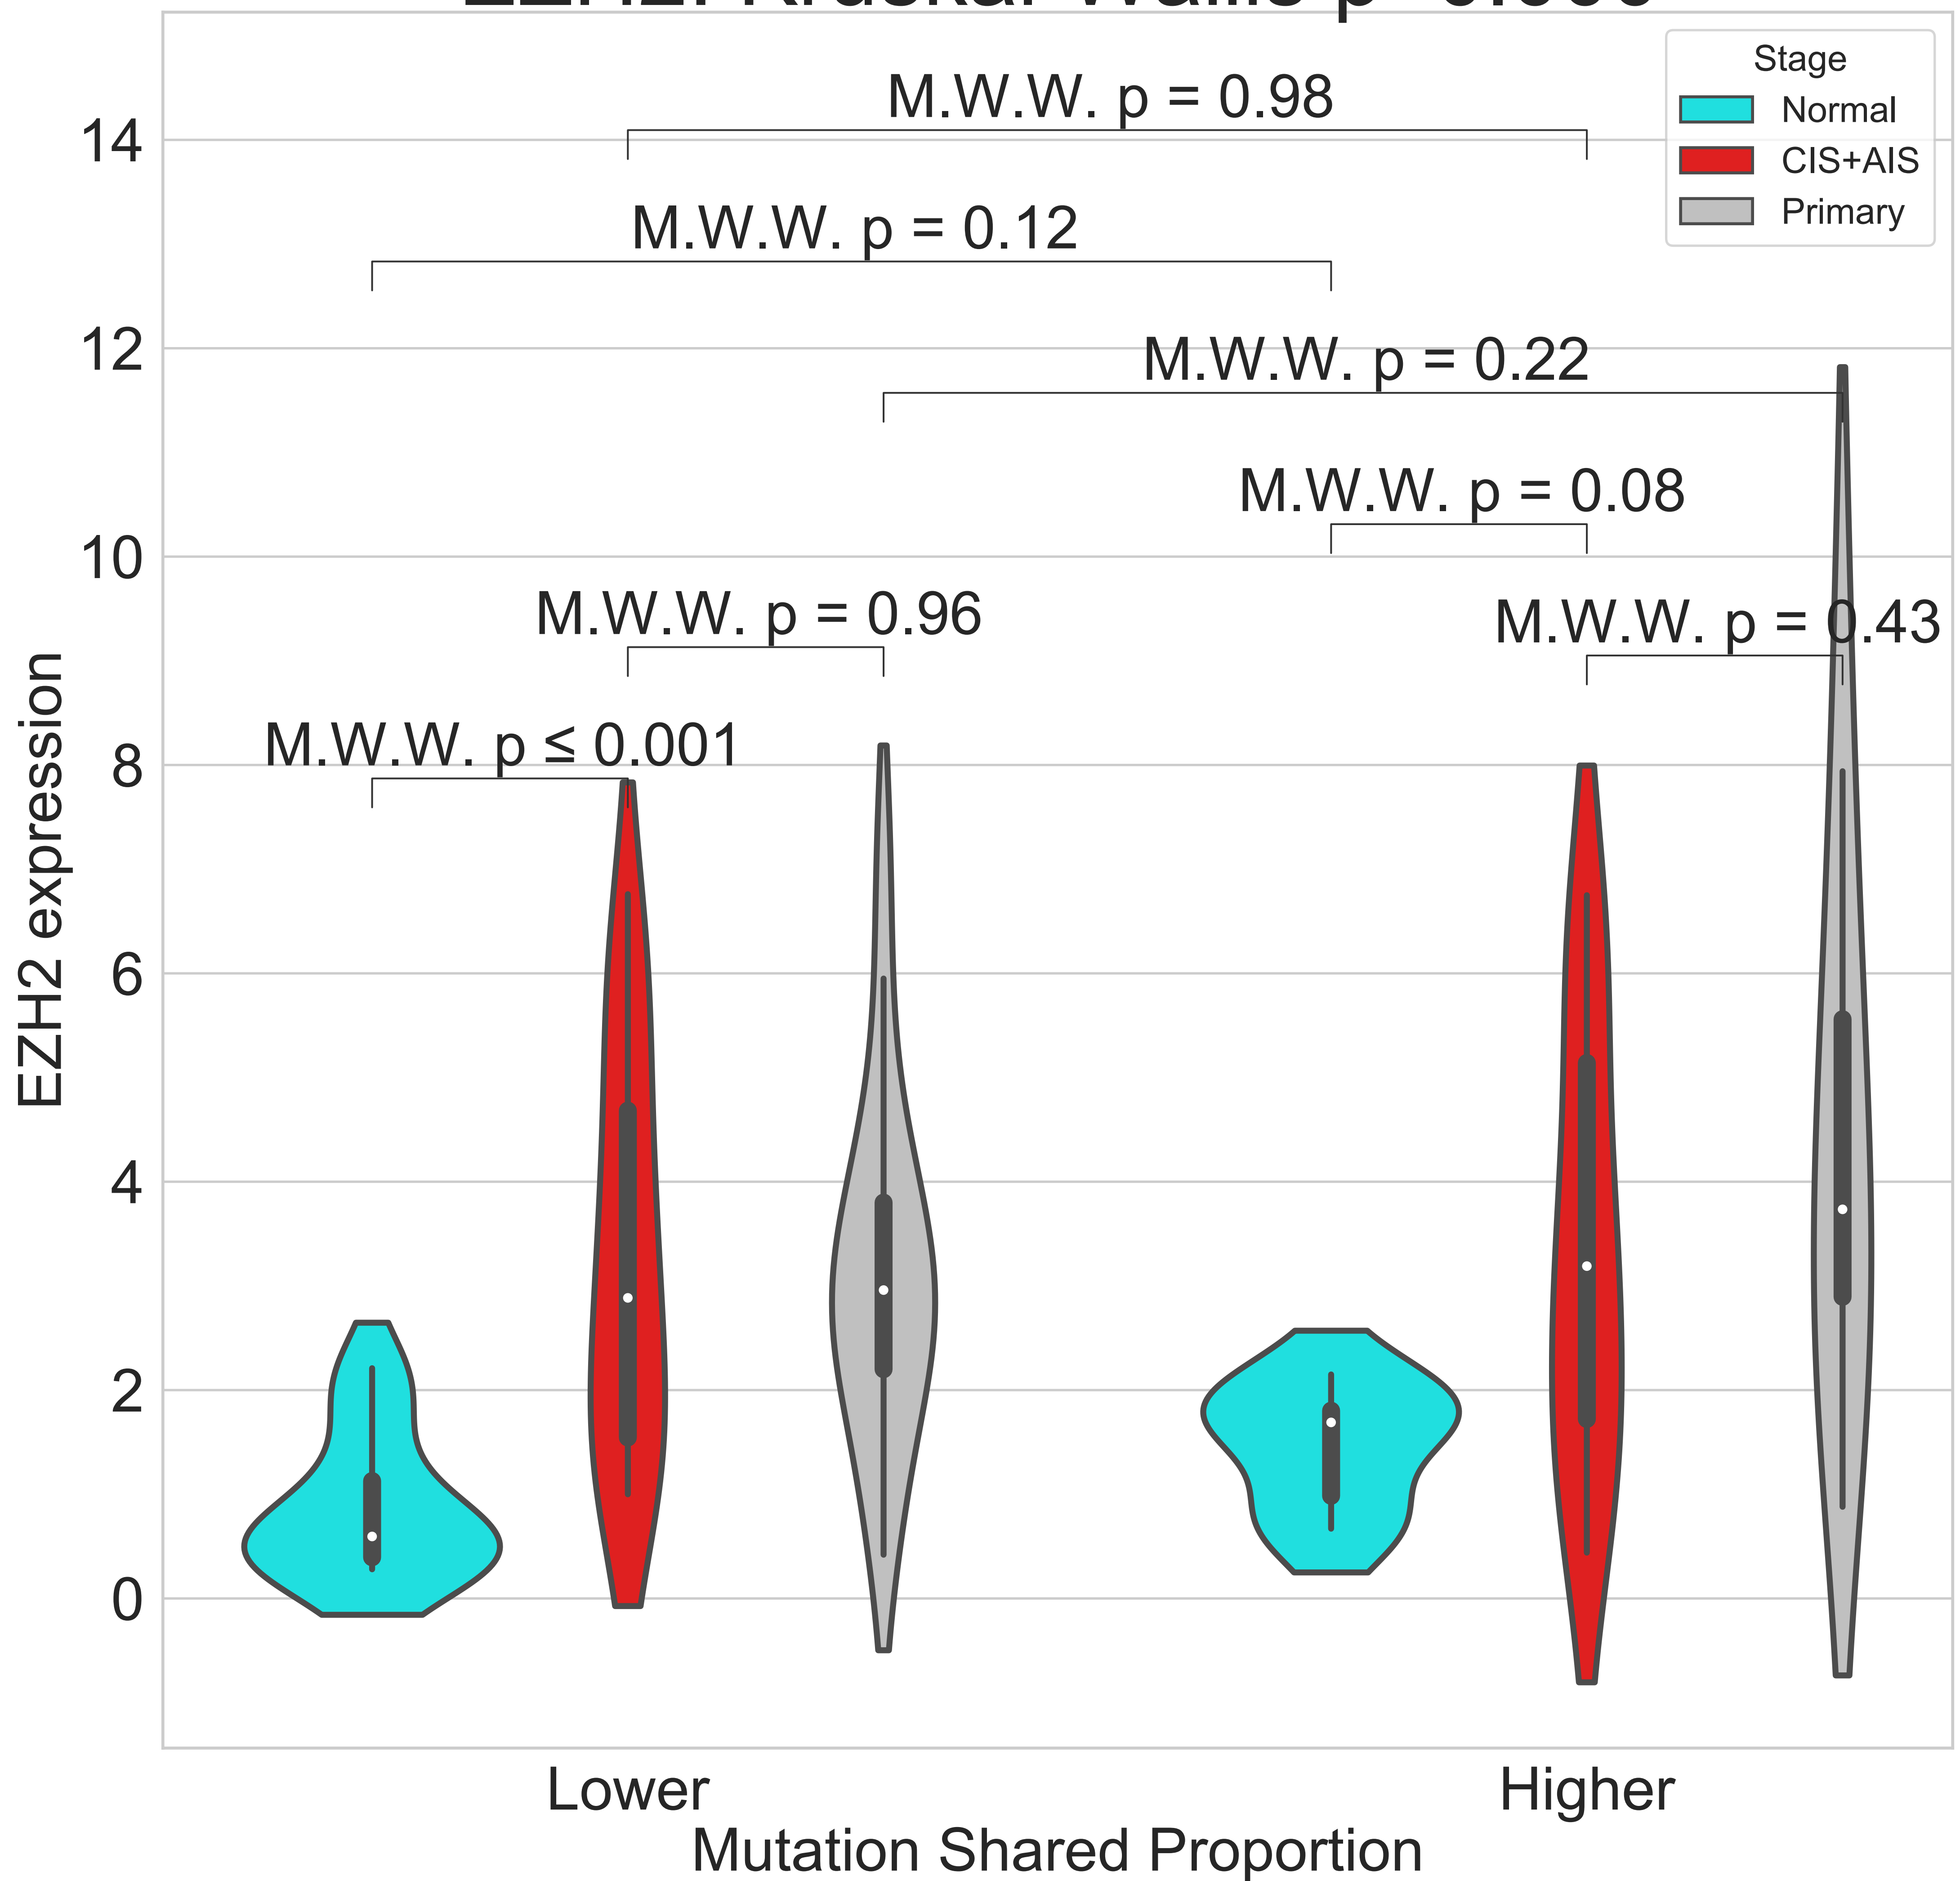 Stage
Normal
CIS+AIS
Primary
M.W.W. p = 0.98
M.W.W. p = 0.12
M.W.W. p = 0.22
M.W.W. p = 0.08
M.W.W. p = 0.96
M.W.W. p = 0.43
M.W.W. p ≤ 0.001
14
12
10
8
6
4
2
0
EZH2 expression
Lower
Higher
Mutation Shared Proportion